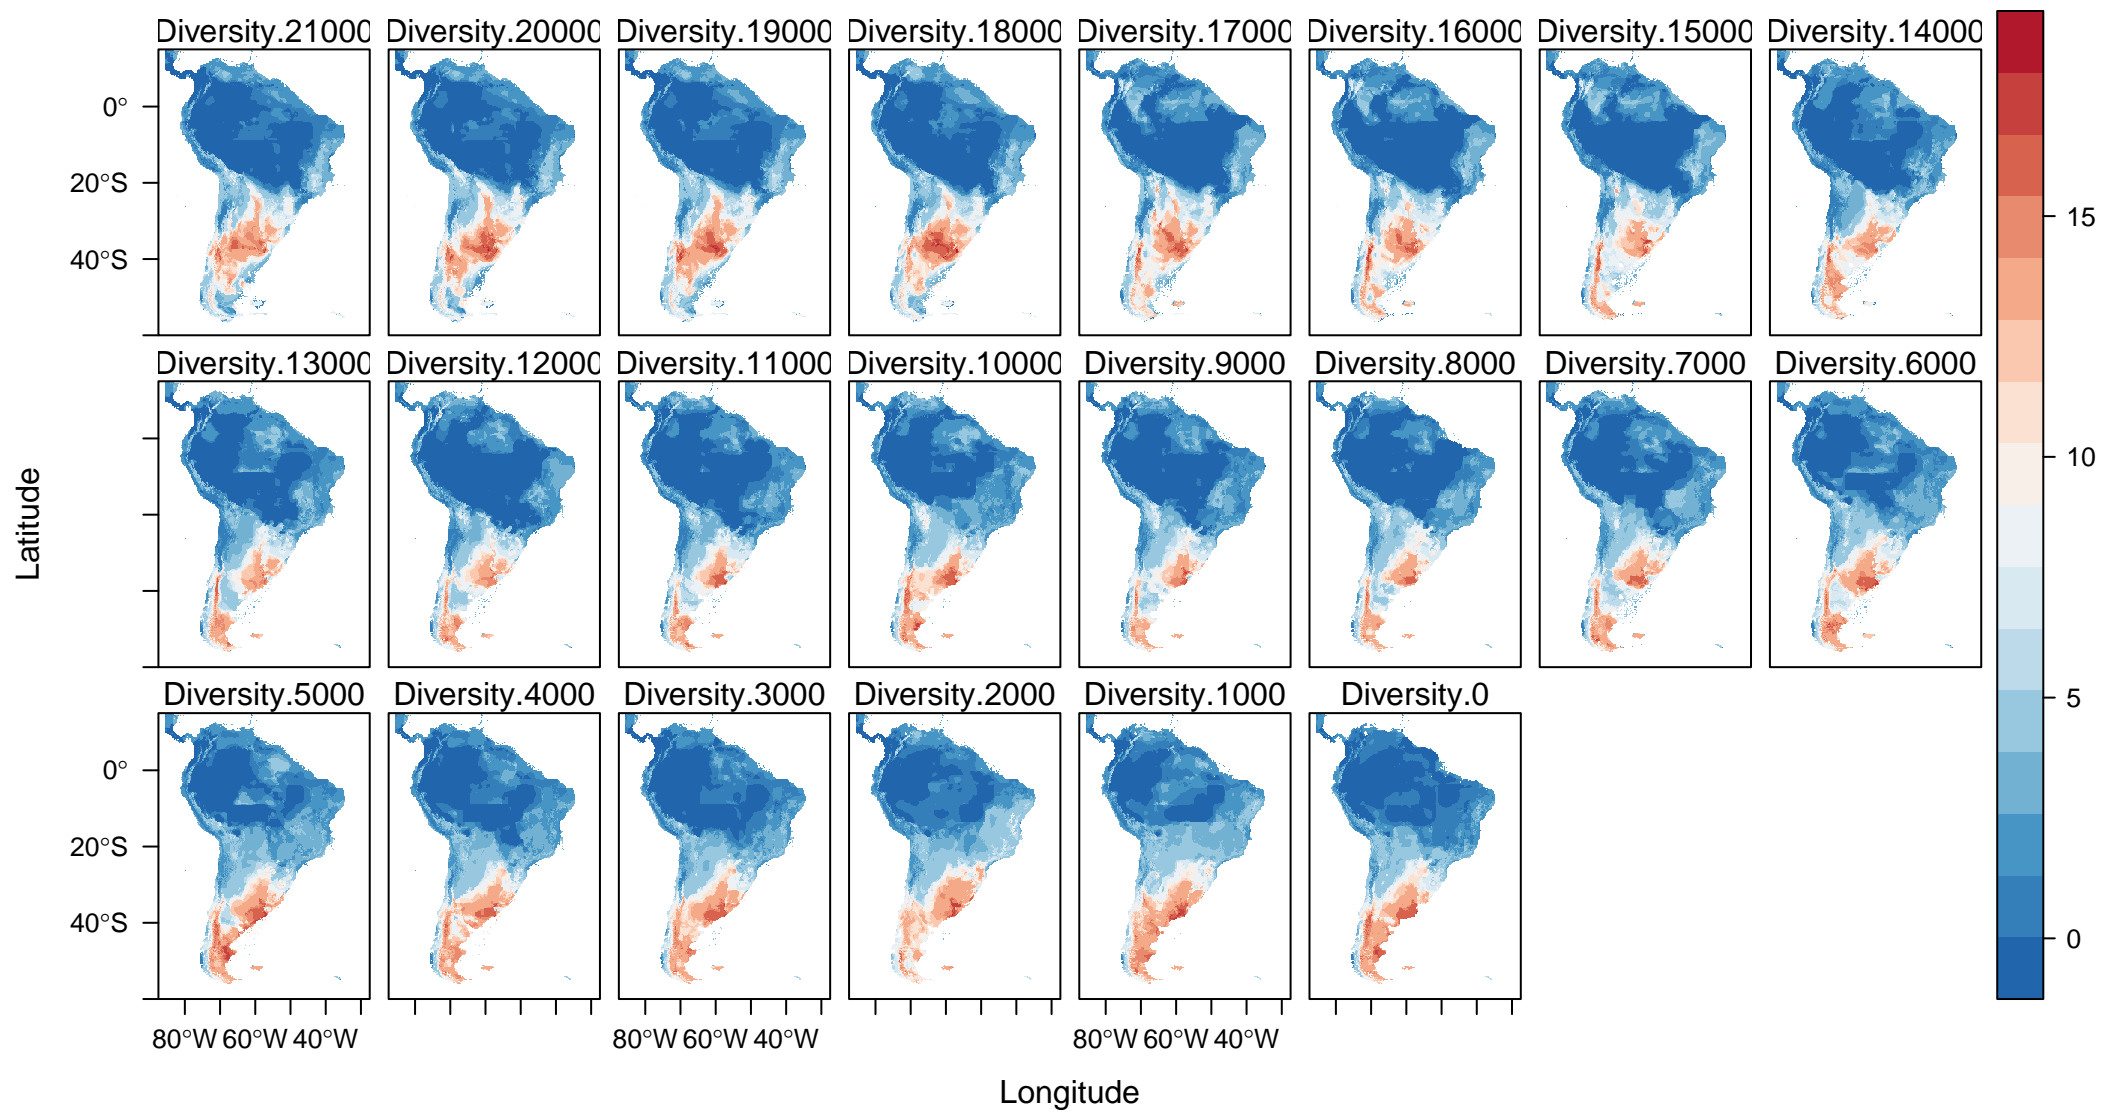 Diversity.21000 Diversity.20000 Diversity.19000 Diversity.18000 Diversity.17000 Diversity.16000 Diversity.15000 Diversity.14000
0°
20°S
40°S
15
Diversity.13000 Diversity.12000 Diversity.11000 Diversity.10000 Diversity.9000 Diversity.8000 Diversity.7000 Diversity.6000
10
Latitude
Diversity.5000 Diversity.4000 Diversity.3000 Diversity.2000 Diversity.1000 Diversity.0
5
0°
20°S
40°S
0
80°W 60°W 40°W 80°W 60°W 40°W 80°W 60°W 40°W
Longitude